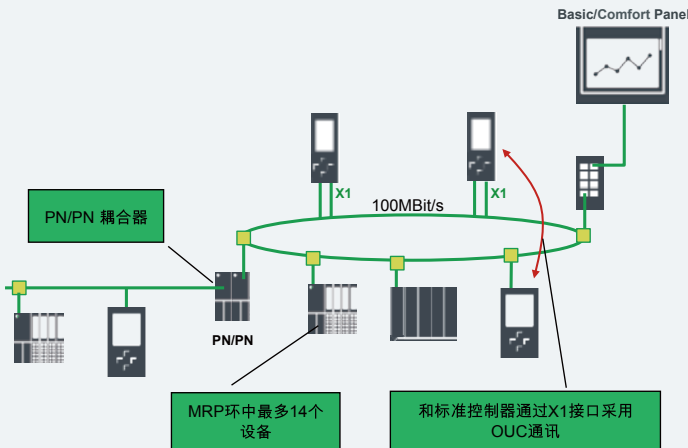 Basic/Comfort Panel
X1
X1
100MBit/s
PN/PN 耦合器
PN/PN
MRP环中最多14个
设备
和标准控制器通过X1接口采用
OUC通讯